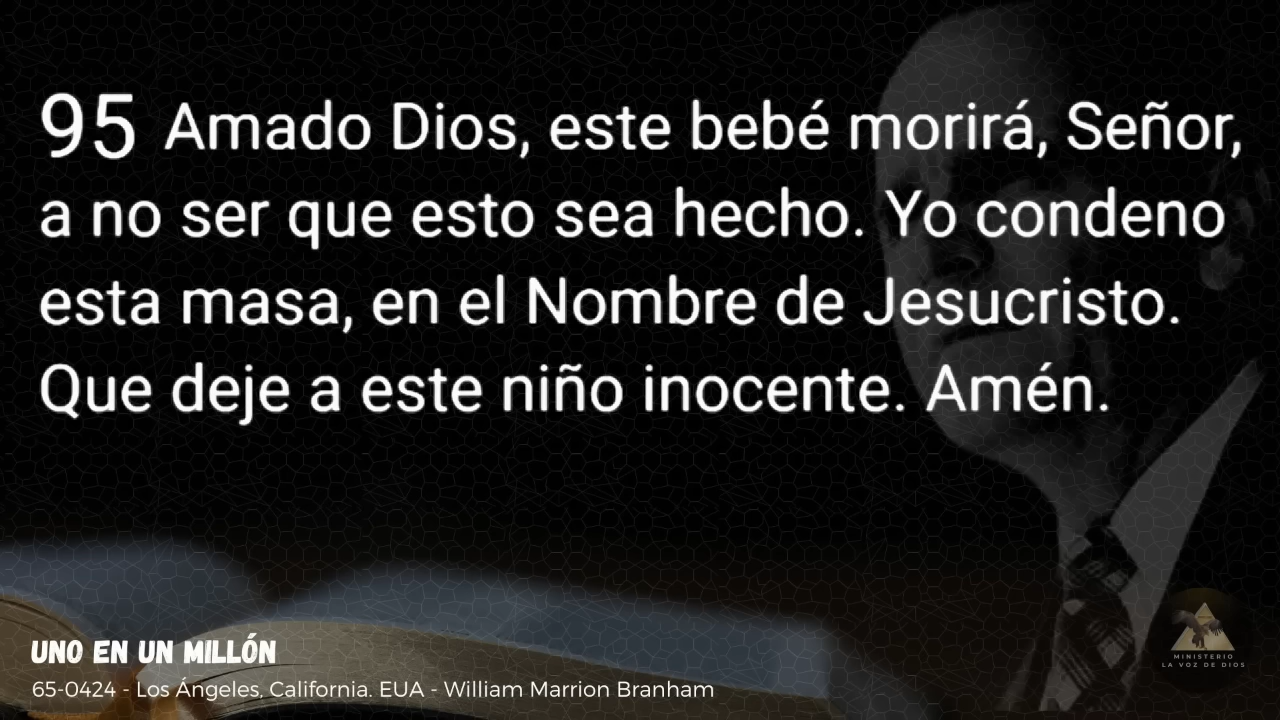 95 Amado Dios, este bebé morirá, Señor,
a no ser que esto sea hecho. Yo condeno
esta masa, en el Nombre de Jesucristo.
Que deje a este niño inocente. Amén.
UNO EN UN MILLÓN
65-0424 - Los Ángeles, California. EUA - William Marrion Branham
MINISTERIO
LA VOZ DE DIOS